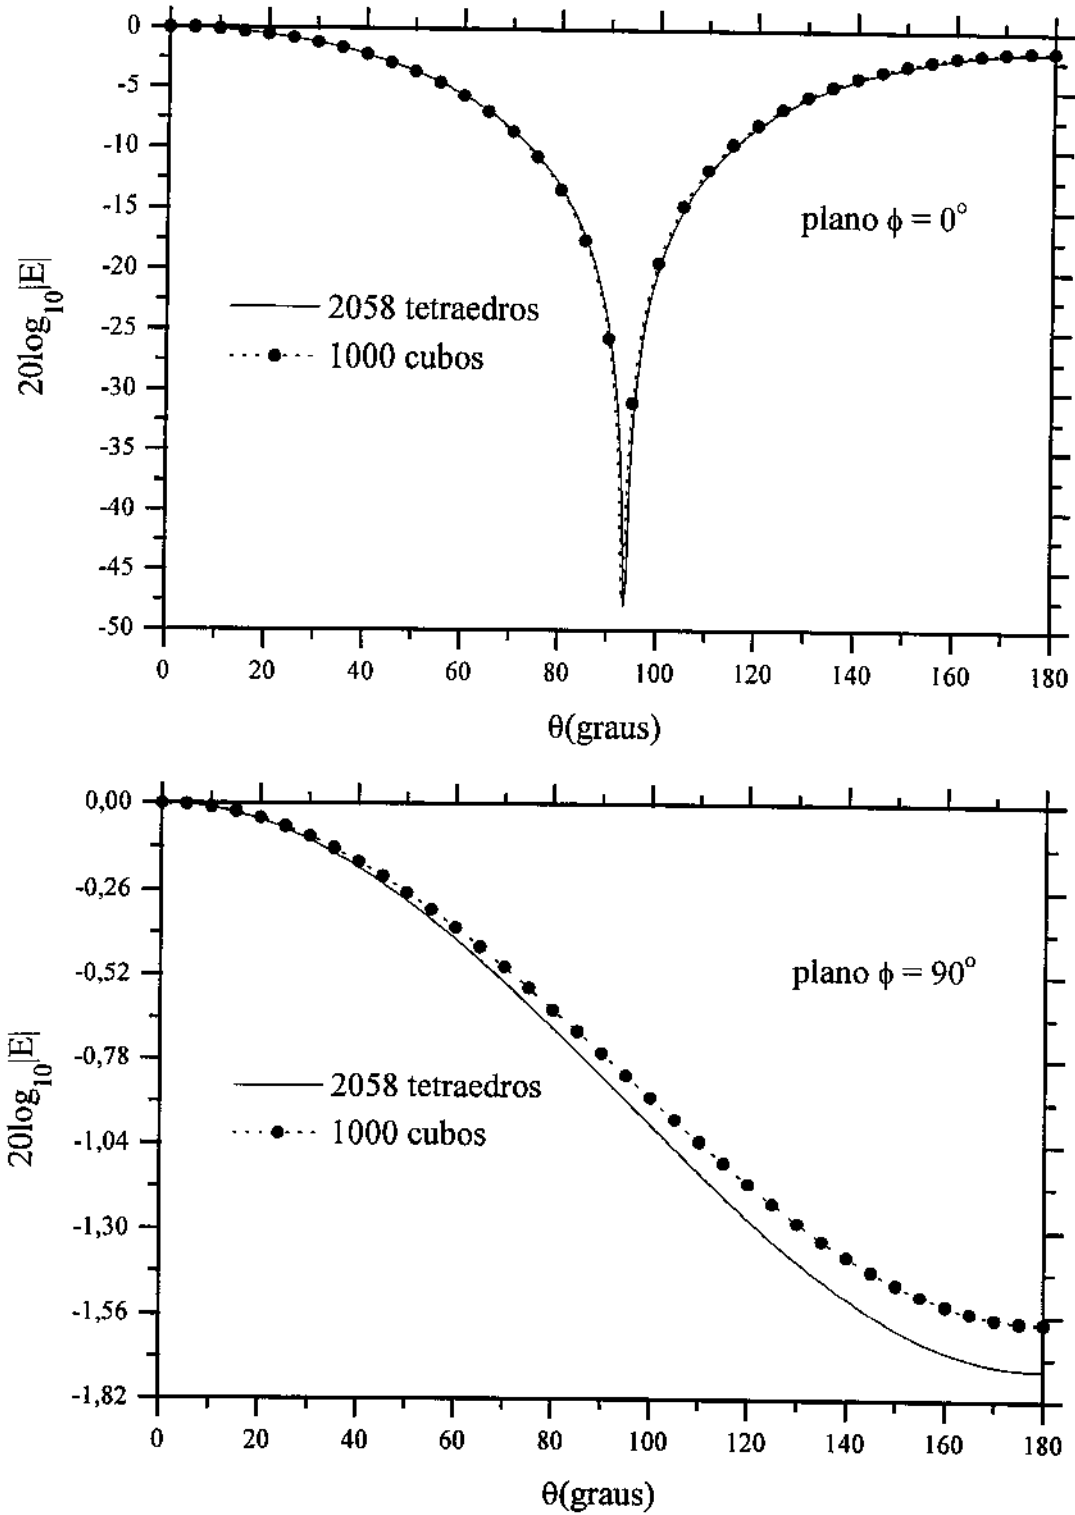 0
-5
-10
-15
-20
-25
-30
-35
-40
-45
-50
20log10|E|
plano ϕ = 0°
2058 tetraedros
1000 cubos
0 20 40 60 80 100 120 140 160 180
θ(graus)
0,00
-0,26
-0,52
-0,78
-1,04
-1,30
-1,56
-1,82
20log10|E|
plano ϕ = 90°
2058 tetraedros
1000 cubos
0 20 40 60 80 100 120 140 160 180
θ(graus)